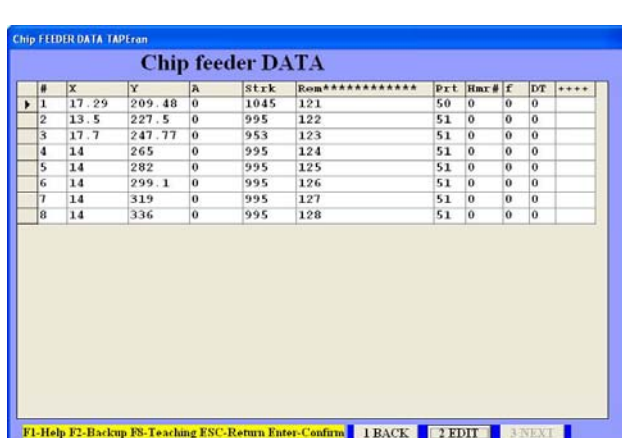 Chip FEEDER DATA TAPEran
Chip feeder DATA
# X Y A Strk Rem************ Prt Hmr# f DT ++++
1 17.29 209.48 0 1045 121 50 0 0 0
2 13.5 227.5 0 995 122 51 0 0 0
3 17.7 247.77 0 953 123 51 0 0 0
4 14 265 0 995 124 51 0 0 0
5 14 282 0 995 125 51 0 0 0
6 14 299.1 0 995 126 51 0 0 0
7 14 319 0 995 127 51 0 0 0
8 14 336 0 995 128 51 0 0 0
F1-Help F2-Backup F8-Teaching ESC-Return Enter-Confirm 1 BACK 2 EDIT 3 NEXT